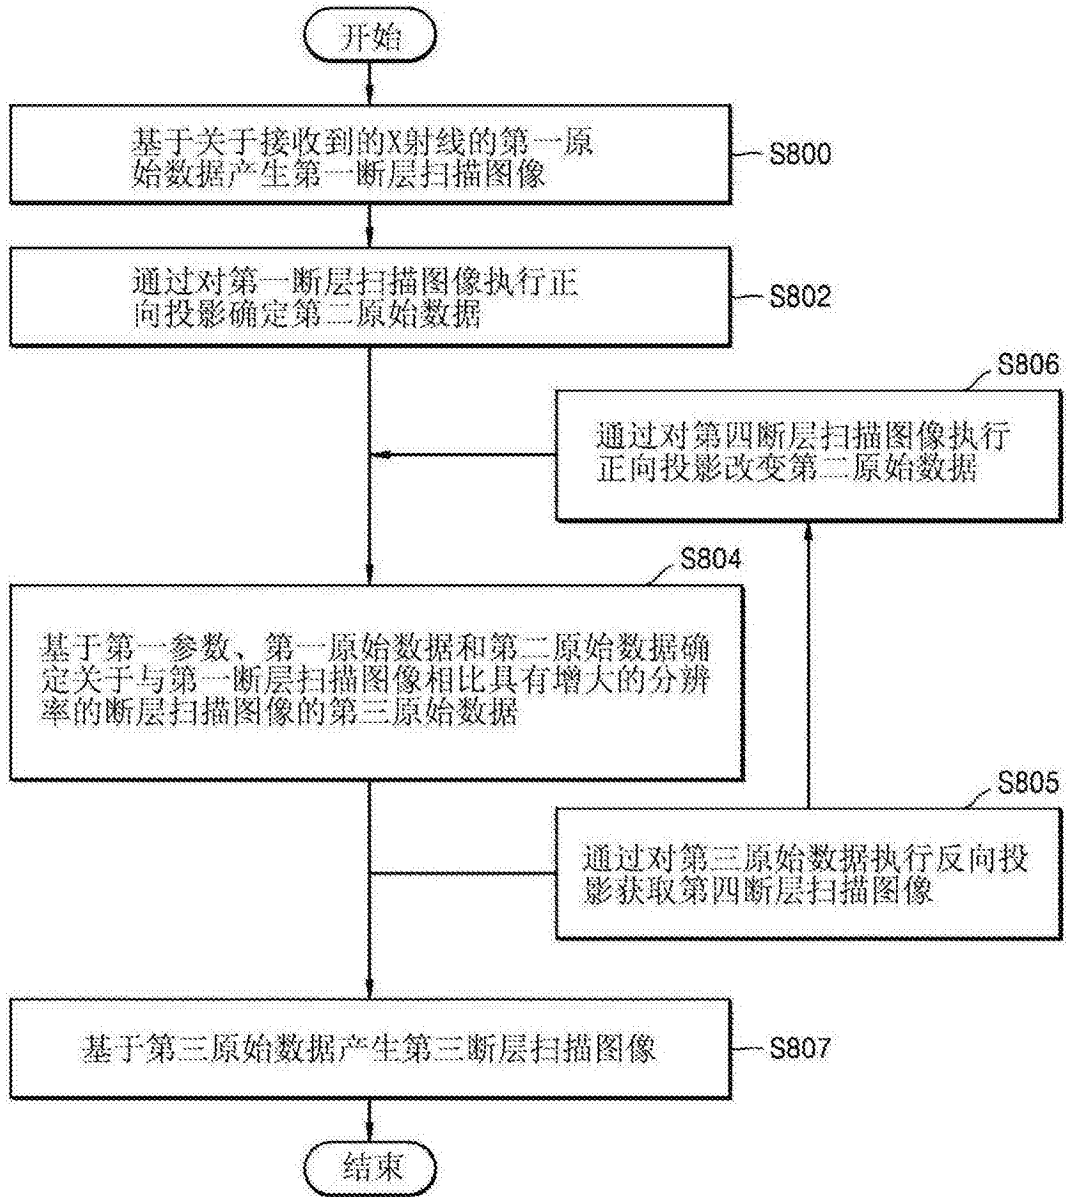 开始
基于关于接收到的X射线的第一原
始数据产生第一断层扫描图像
S800
通过对第一断层扫描图像执行正
向投影确定第二原始数据
S802
S806
通过对第四断层扫描图像执行
正向投影改变第二原始数据
S804
基于第一参数、第一原始数据和第二原始数据确
定关于与第一断层扫描图像相比具有增大的分辨
率的断层扫描图像的第三原始数据
S805
通过对第三原始数据执行反向投
影获取第四断层扫描图像
基于第三原始数据产生第三断层扫描图像
S807
结束